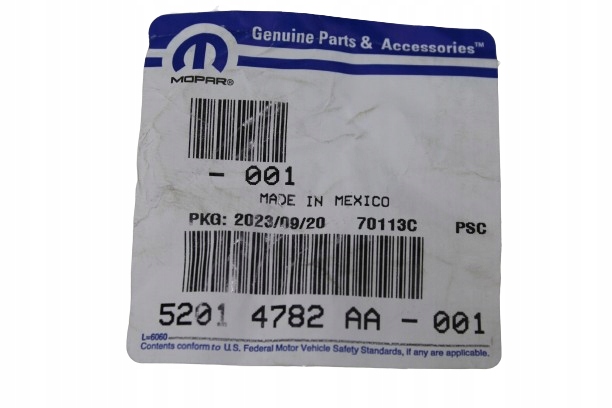 Genuine Parts & Accessories™
MOPAR®
- 001
MADE IN MEXICO
PKG: 2023/09/20 70113C PSC
5201 4782 AA - 001
L=6060
Contents conform to U.S. Federal Motor Vehicle Safety Standards, if any are applicable.